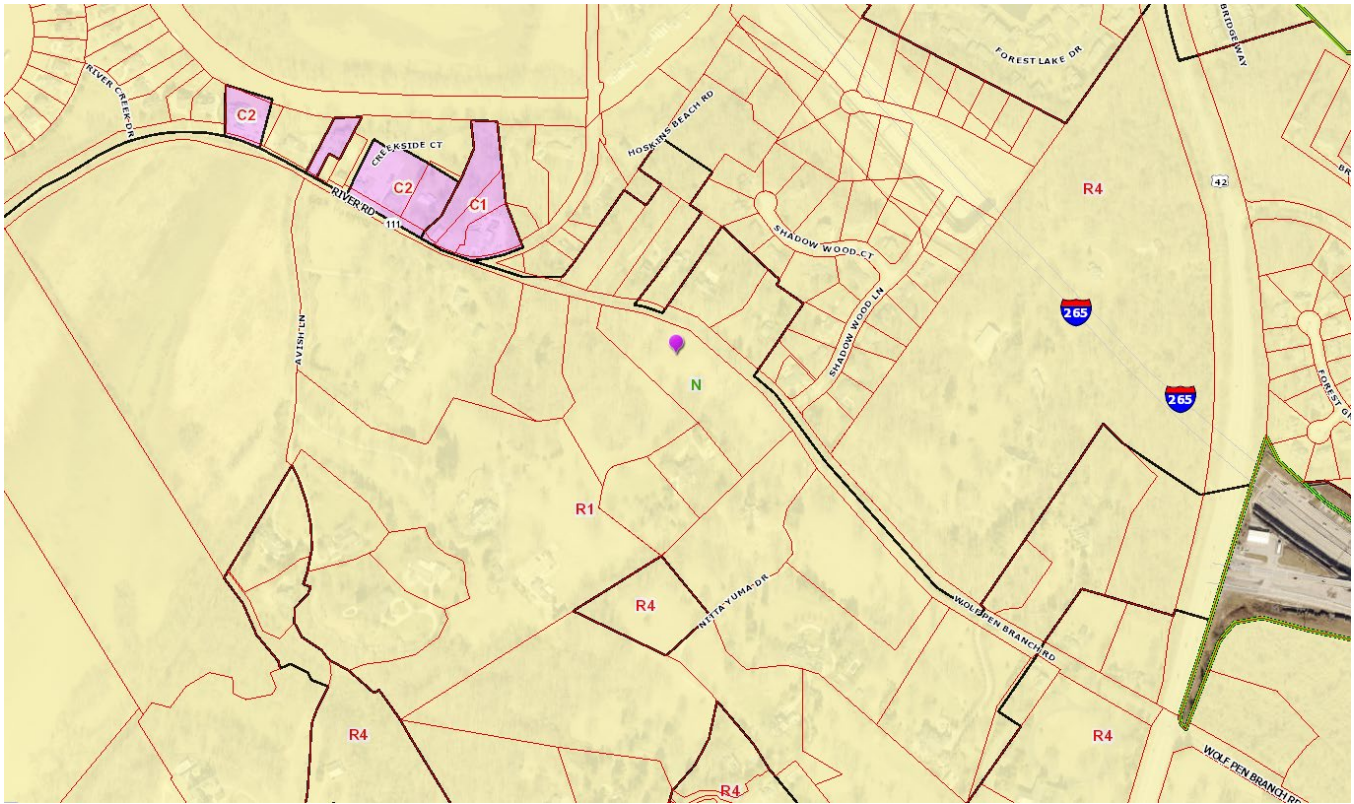 FOREST LAKE DR
BRIDGE WAY
RIVER CREEK DR
C2
HOSKINS BEACH RD
CREEKSIDE CT
42
R4
C2
RIVER RD
C1
111
SHADOW WOOD CT
265
AVISH LN
SHADOW WOOD LN
N
265
R1
R4
NITTA YUMA DR
WOLF PEN BRANCH RD
R4
R4
WOLF PEN BRANCH RD
R4